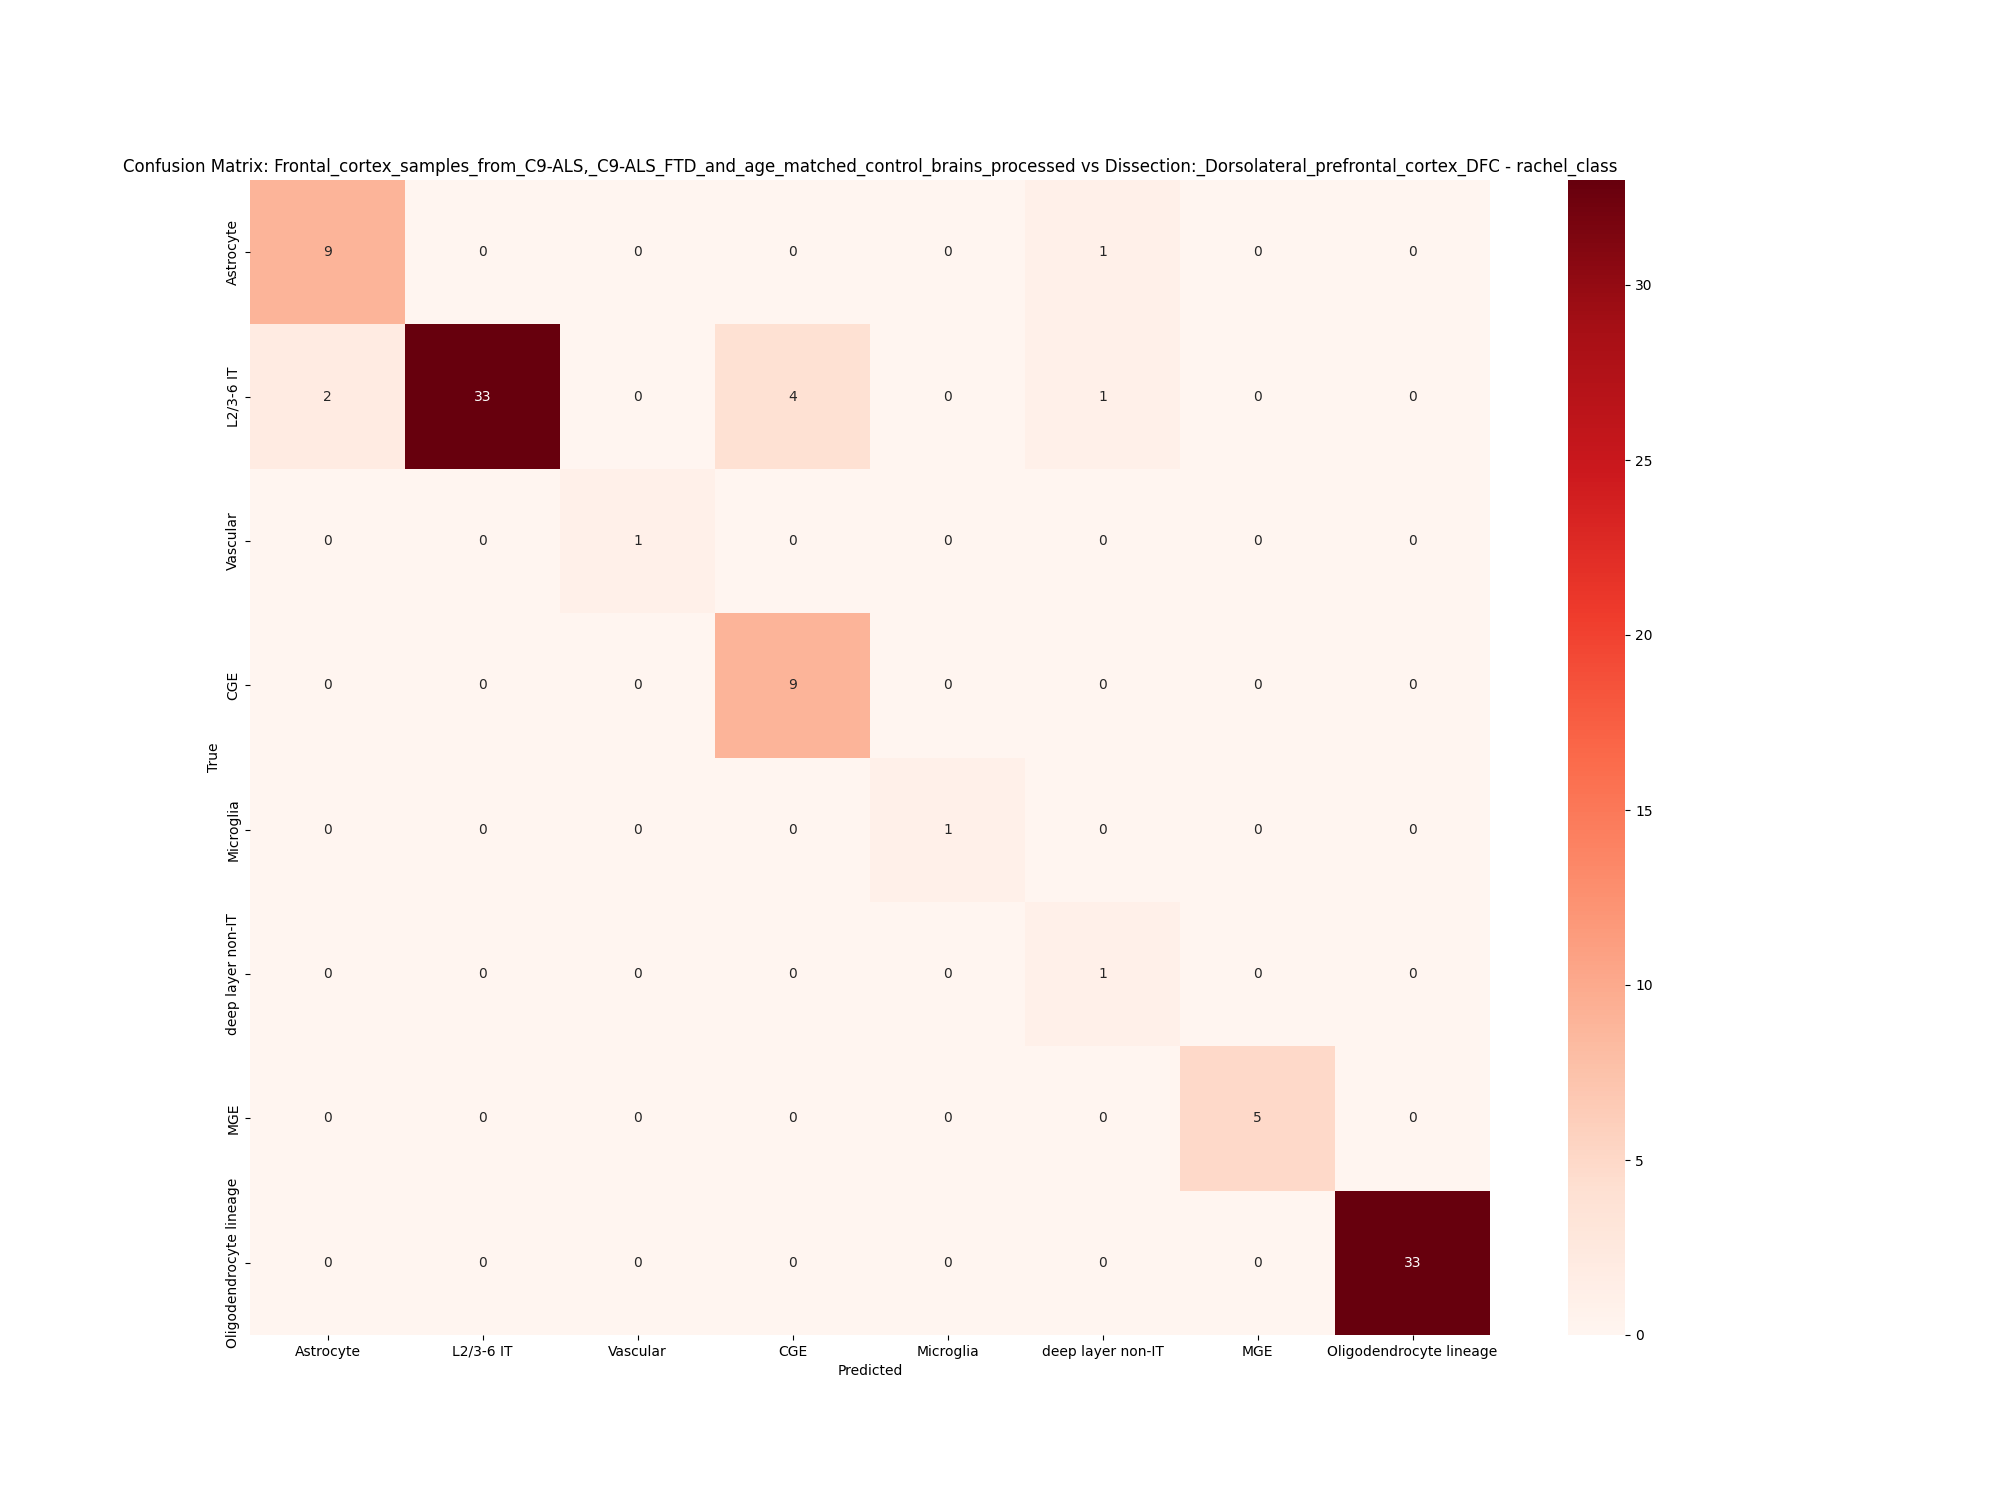 Confusion Matrix: Frontal_cortex_samples_from_C9-ALS,_C9-ALS_FTD_and_age_matched_control_brains_processed vs Dissection:_Dorsolateral_prefrontal_cortex_DFC - rachel_class
Astrocyte 9 0 0 0 0 1 0 0
L2/3-6 IT 2 33 0 4 0 1 0 0
Vascular 0 0 1 0 0 0 0 0
CGE 0 0 0 9 0 0 0 0
True
Microglia 0 0 0 0 1 0 0 0
deep layer non-IT 0 0 0 0 0 1 0 0
MGE 0 0 0 0 0 0 5 0
Oligodendrocyte lineage 0 0 0 0 0 0 0 33
Astrocyte L2/3-6 IT Vascular CGE Microglia deep layer non-IT MGE Oligodendrocyte lineage
Predicted
30
25
20
15
10
5
0